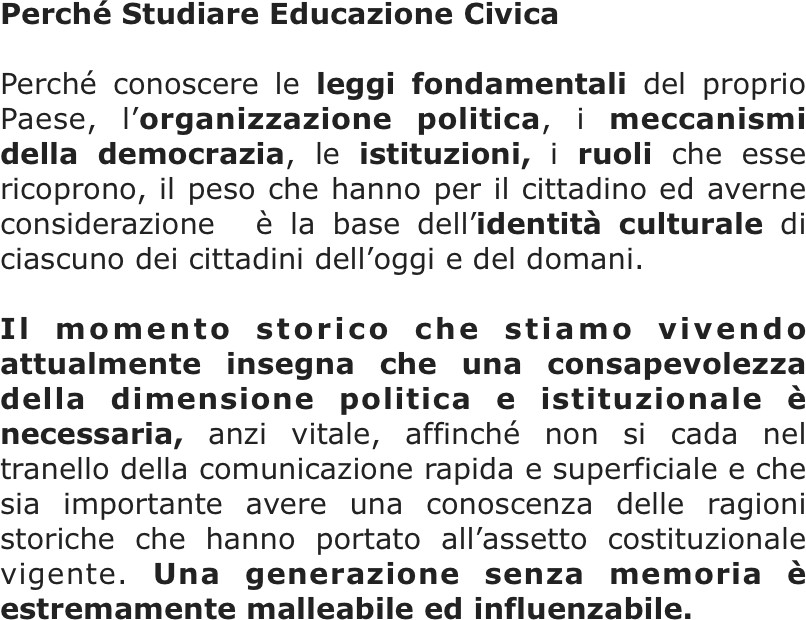 Perché Studiare Educazione Civica
Perché conoscere le leggi fondamentali del proprio
Paese, l’organizzazione politica, i meccanismi
della democrazia, le istituzioni, i ruoli che esse
ricoprono, il peso che hanno per il cittadino ed averne
considerazione è la base dell’identità culturale di
ciascuno dei cittadini dell’oggi e del domani.
Il momento storico che stiamo vivendo
attualmente insegna che una consapevolezza
della dimensione politica e istituzionale è
necessaria, anzi vitale, affinché non si cada nel
tranello della comunicazione rapida e superficiale e che
sia importante avere una conoscenza delle ragioni
storiche che hanno portato all’assetto costituzionale
vigente. Una generazione senza memoria è
estremamente malleabile ed influenzabile.